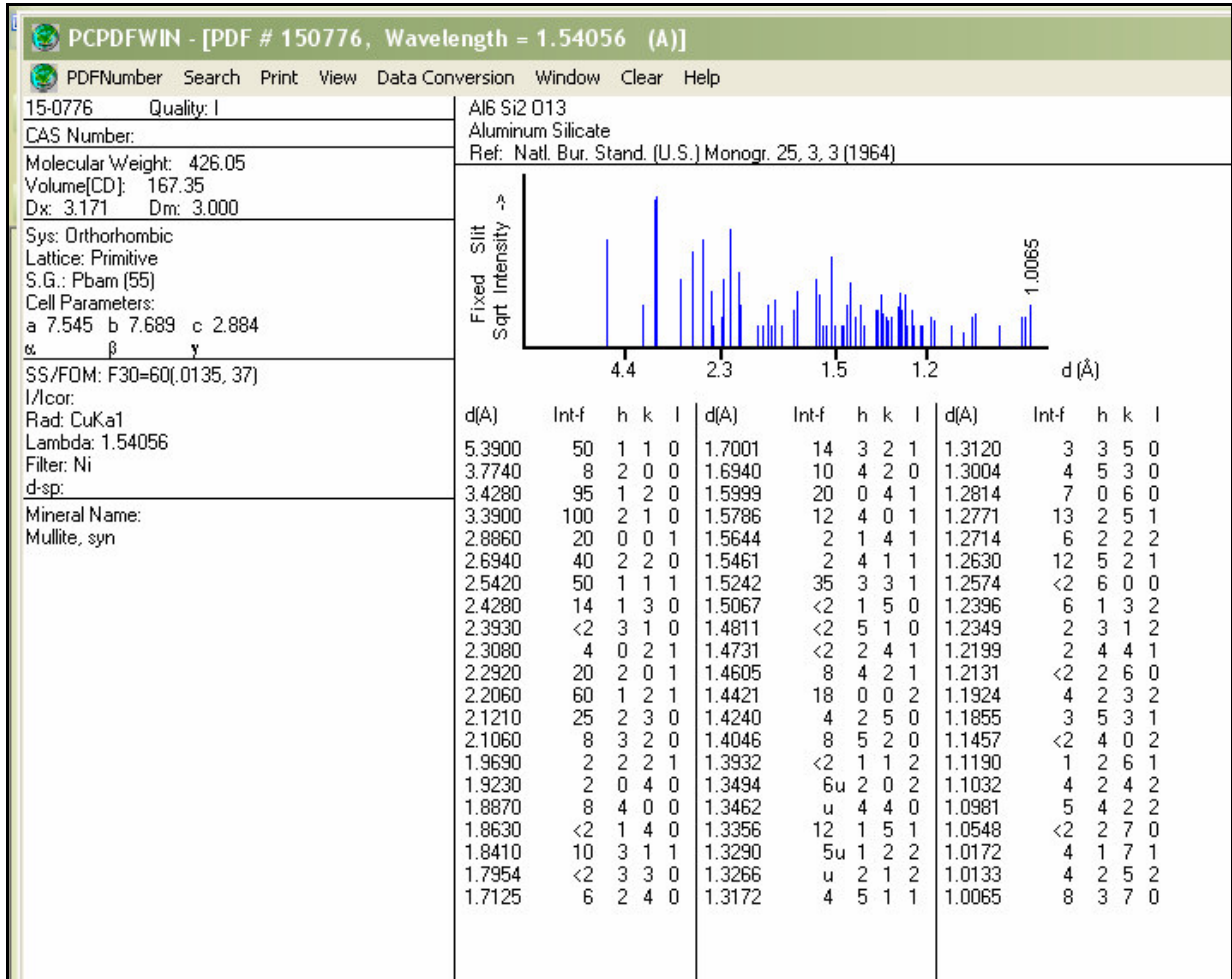 PCPDFWIN - [PDF # 150776, Wavelength = 1.54056 (A)]
PDFNumber Search Print View Data Conversion Window Clear Help
15-0776 Quality: I
CAS Number:
Molecular Weight: 426.05
Volume[CD]: 167.35
Dx: 3.171 Dm: 3.000
Sys: Orthorhombic
Lattice: Primitive
S.G.: Pbam (55)
Cell Parameters:
a 7.545 b 7.689 c 2.884
α β γ
SS/FOM: F30=60(.0135, 37)
I/Icor:
Rad: CuKa1
Lambda: 1.54056
Filter: Ni
d-sp:
Mineral Name:
Mullite, syn
Al6 Si2 O13
Aluminum Silicate
Ref: Natl. Bur. Stand. (U.S.) Monogr. 25, 3, 3 (1964)
Fixed Slit
Sqrt Intensity ->
1.0065
4.4 2.3 1.5 1.2 d (Å)
d(A) Int-f h k l d(A) Int-f h k l d(A) Int-f h k l
5.3900 50 1 1 0 1.7001 14 3 2 1 1.3120 3 3 5 0
3.7740 8 2 0 0 1.6940 10 4 2 0 1.3004 4 5 3 0
3.4280 95 1 2 0 1.5999 20 0 4 1 1.2814 7 0 6 0
3.3900 100 2 1 0 1.5786 12 4 0 1 1.2771 13 2 5 1
2.8860 20 0 0 1 1.5644 2 1 4 1 1.2714 6 2 2 2
2.6940 40 2 2 0 1.5461 2 4 1 1 1.2630 12 5 2 1
2.5420 50 1 1 1 1.5242 35 3 3 1 1.2574 <2 6 0 0
2.4280 14 1 3 0 1.5067 <2 1 5 0 1.2396 6 1 3 2
2.3930 <2 3 1 0 1.4811 <2 5 1 0 1.2349 2 3 1 2
2.3080 4 0 2 1 1.4731 <2 2 4 1 1.2199 2 4 4 1
2.2920 20 2 0 1 1.4605 8 4 2 1 1.2131 <2 2 6 0
2.2060 60 1 2 1 1.4421 18 0 0 2 1.1924 4 2 3 2
2.1210 25 2 3 0 1.4240 4 2 5 0 1.1855 3 5 3 1
2.1060 8 3 2 0 1.4046 8 5 2 0 1.1457 <2 4 0 2
1.9690 2 2 2 1 1.3932 <2 1 1 2 1.1190 1 2 6 1
1.9230 2 0 4 0 1.3494 6u 2 0 2 1.1032 4 2 4 2
1.8870 8 4 0 0 1.3462 u 4 4 0 1.0981 5 4 2 2
1.8630 <2 1 4 0 1.3356 12 1 5 1 1.0548 <2 2 7 0
1.8410 10 3 1 1 1.3290 5u 1 2 2 1.0172 4 1 7 1
1.7954 <2 3 3 0 1.3266 u 2 1 2 1.0133 4 2 5 2
1.7125 6 2 4 0 1.3172 4 5 1 1 1.0065 8 3 7 0